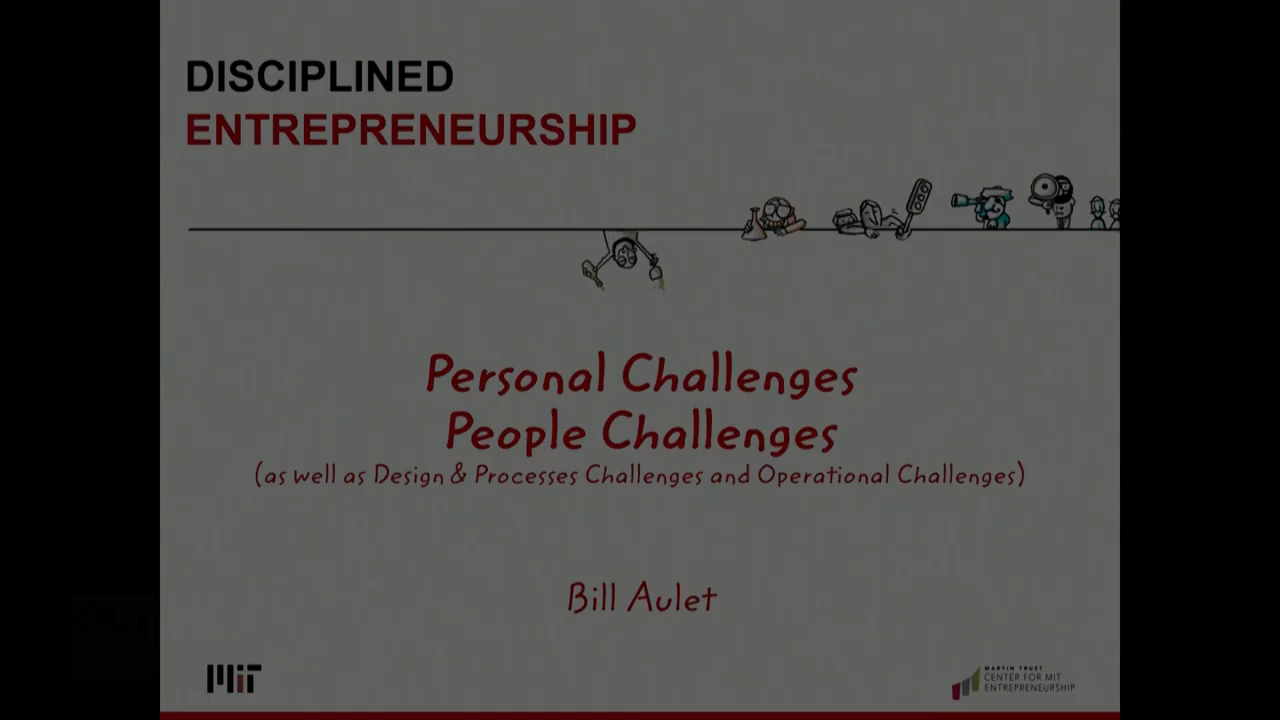 DISCIPLINED
ENTREPRENEURSHIP
Personal Challenges
People Challenges
(as well as Design & Processes Challenges and Operational Challenges)
Bill Aulet
MIT
MARTIN TRUST
CENTER FOR MIT
ENTREPRENEURSHIP